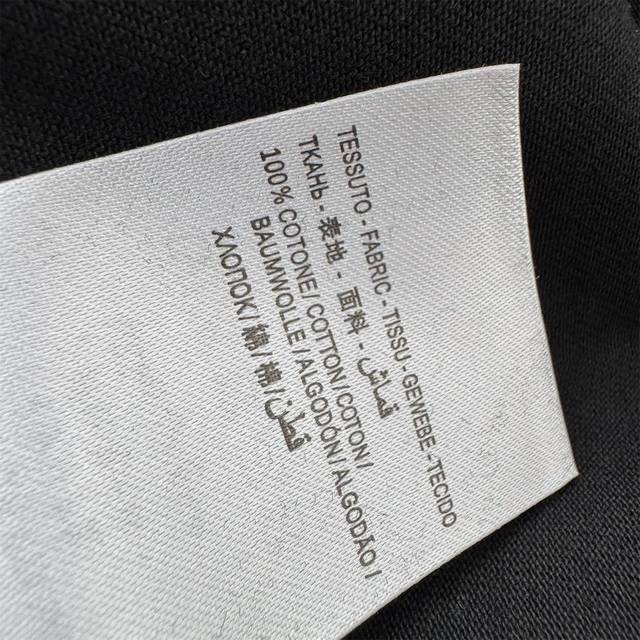 TESSUTO - FABRIC - TISSU - GEWEBE - TECIDO
ТКАНЬ - 表地 - 面料 - قماش
100% COTONE/ COTTON/ COTON/
BAUMWOLLE /ALGODÓN/ ALGODÃO /
ХЛОПОК/ 綿/ 棉/ قطن